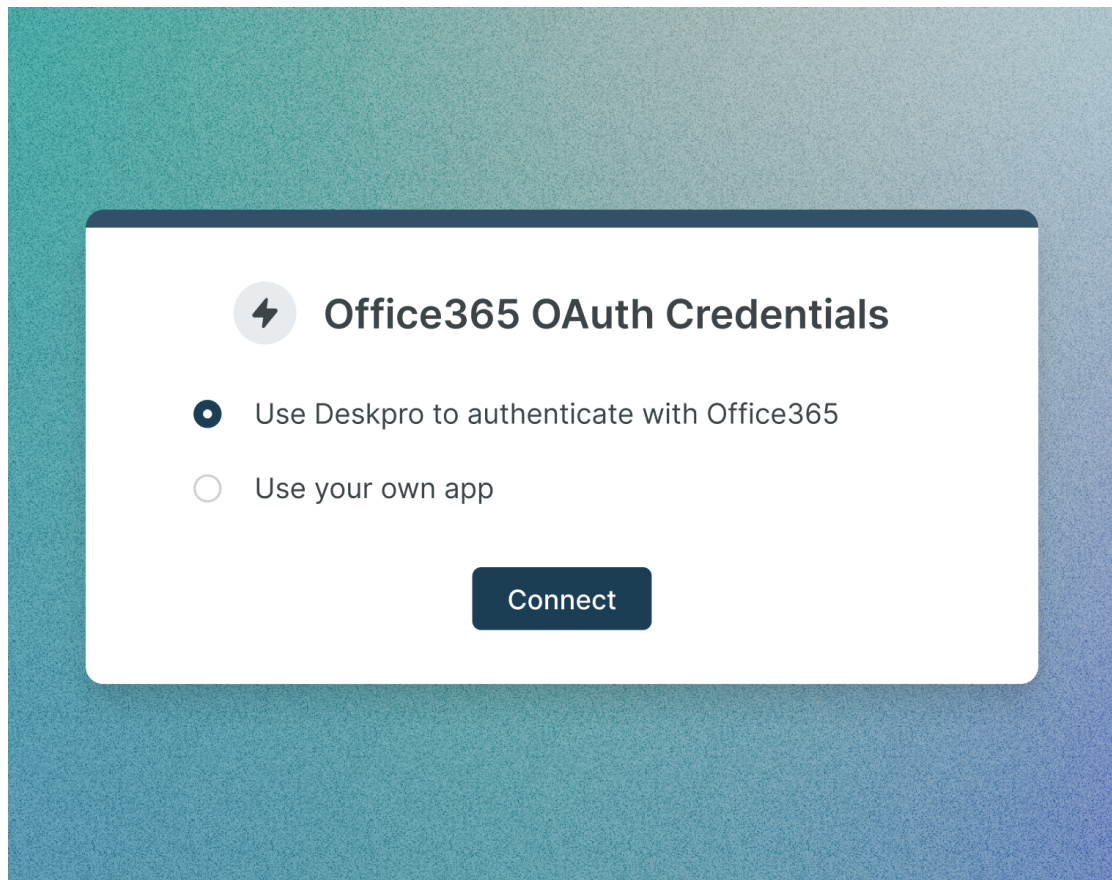 Office365 OAuth Credentials
Use Deskpro to authenticate with Office365
Use your own app
Connect